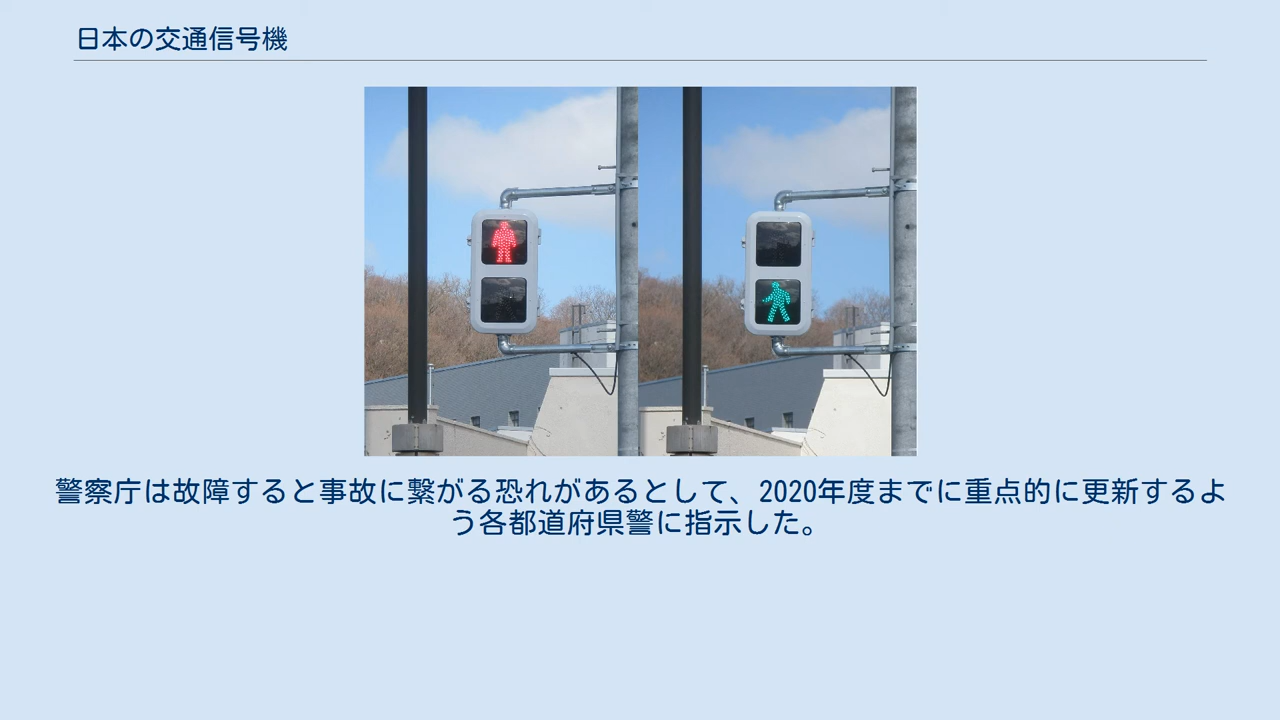 日本の交通信号機
警察庁は故障すると事故に繋がる恐れがあるとして、2020年度までに重点的に更新するよ
う各都道府県警に指示した。